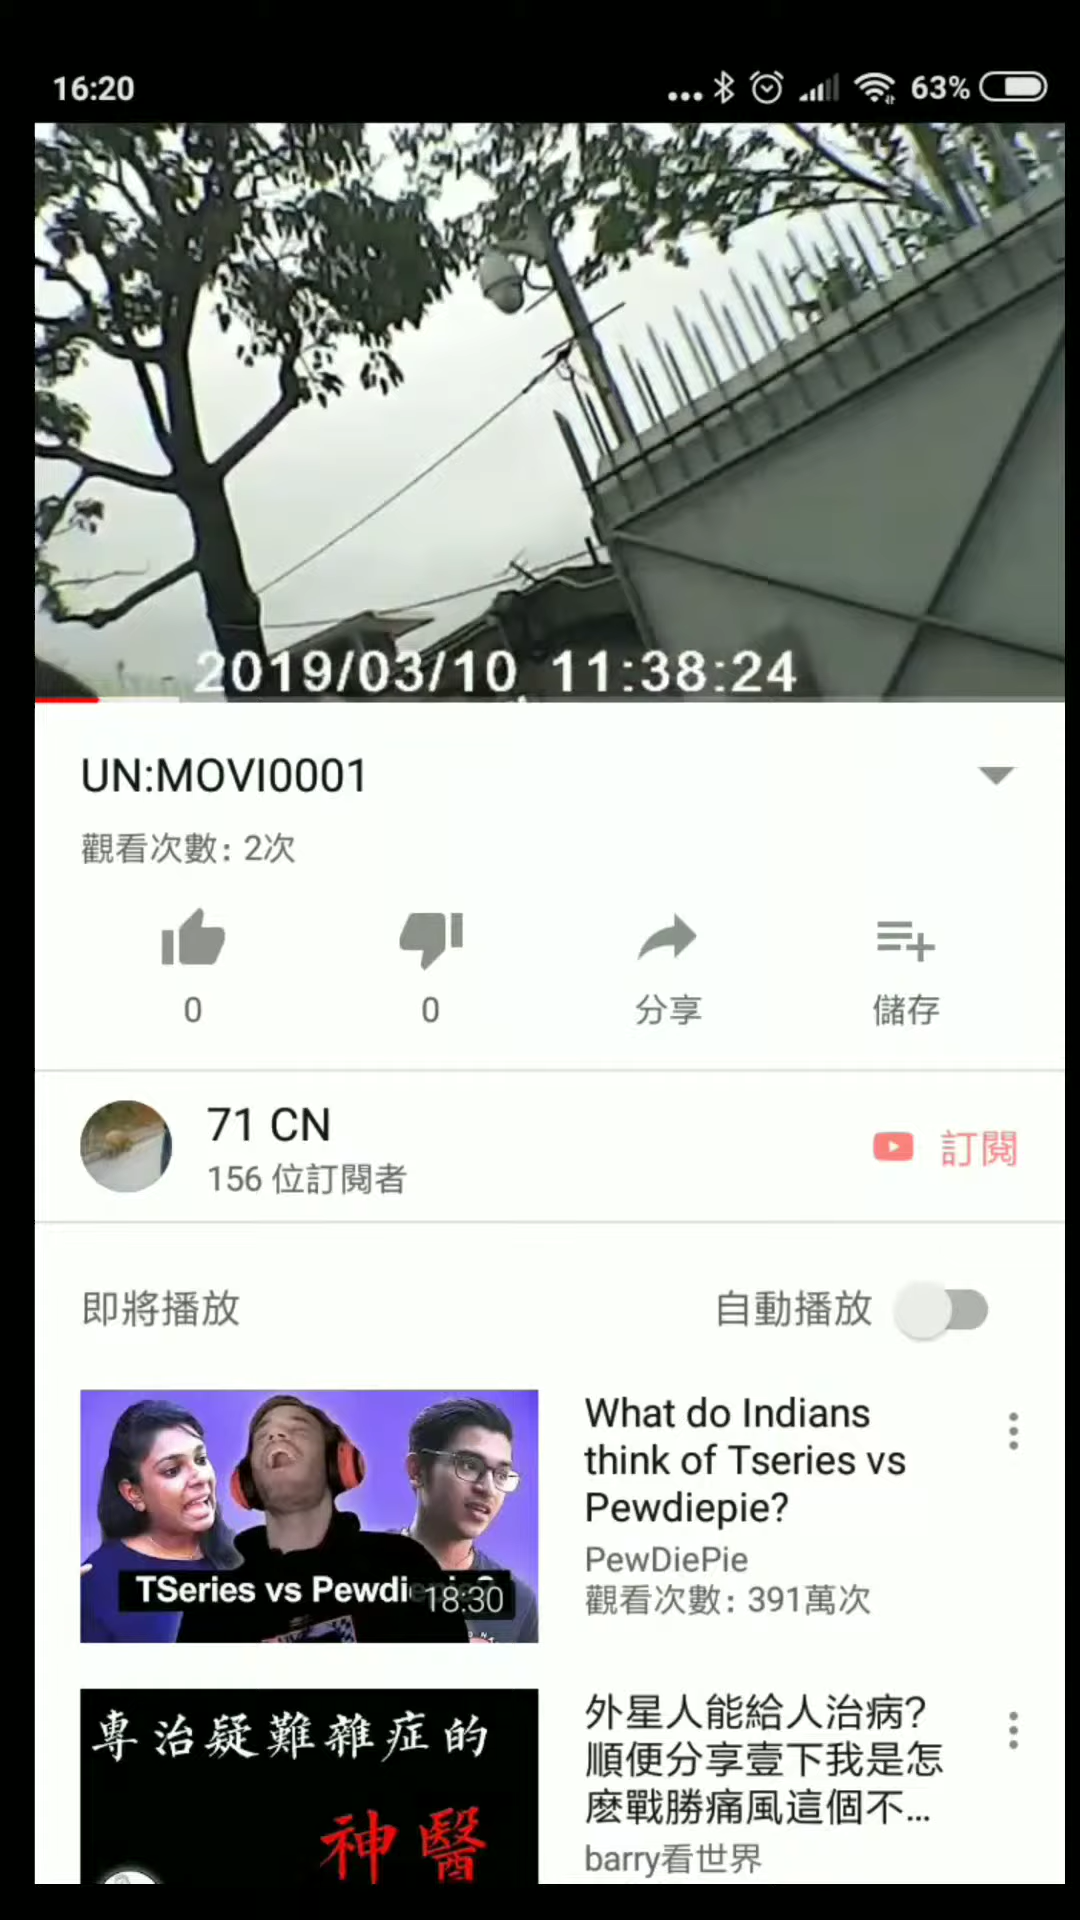 16:20
63%
2019/03/10 11:38:24
UN:MOVI0001
觀看次數：2次
0
0
分享
儲存
71 CN
156 位訂閱者
訂閱
即將播放
自動播放
TSeries vs Pewdi
18:30
What do Indians
think of Tseries vs
Pewdiepie?
PewDiePie
觀看次數：391萬次
專治疑難雜症的
神醫
外星人能給人治病？
順便分享壹下我是怎
麽戰勝痛風這個不...
barry看世界